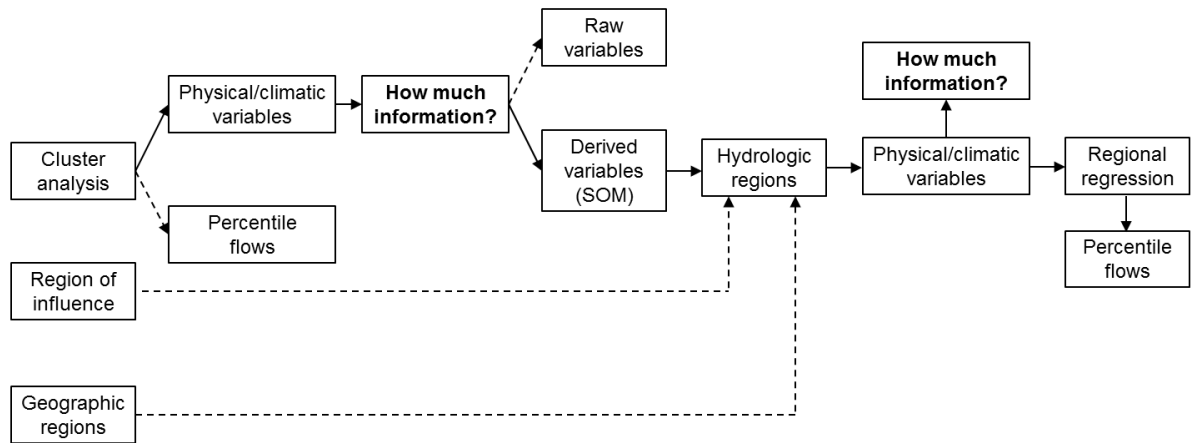 Raw
variables
How much
information?
Physical/climatic
variables
How much
information?
Cluster
analysis
Derived
variables
(SOM)
Hydrologic
regions
Physical/climatic
variables
Regional
regression
Percentile
flows
Percentile
flows
Region of
influence
Geographic
regions